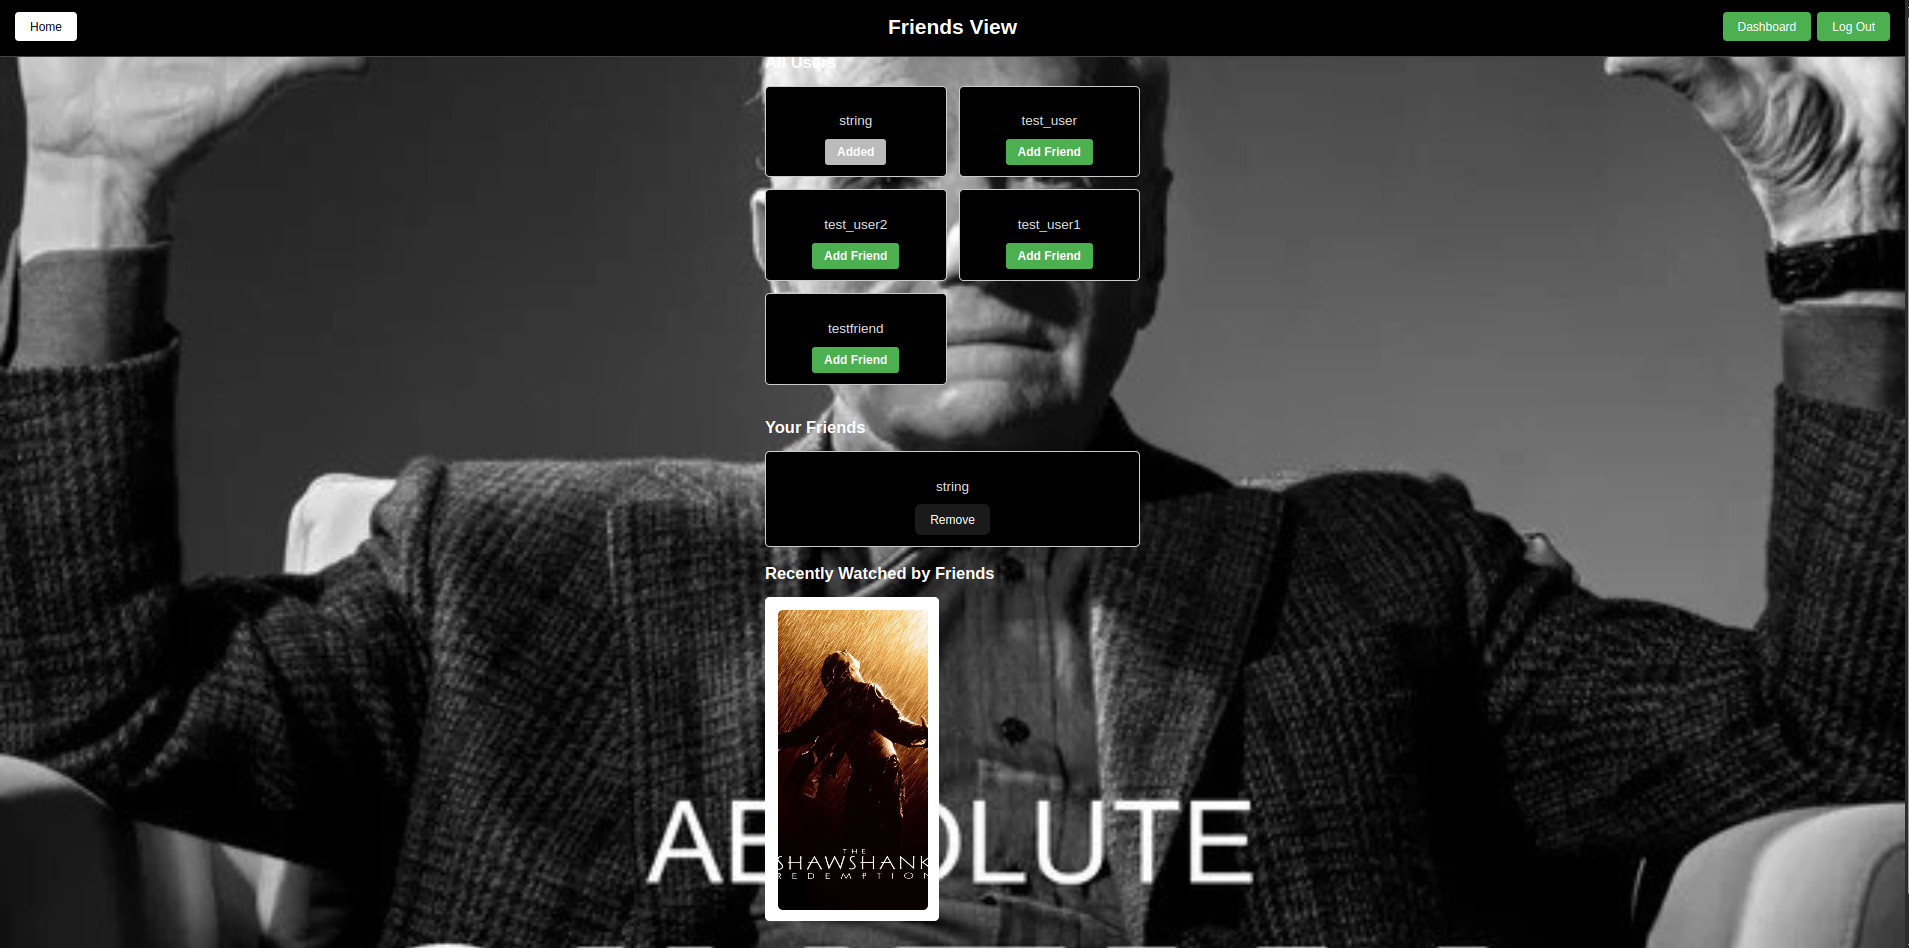 Home
Friends View
Dashboard
Log Out
All Users
string
Added
test_user
Add Friend
test_user2
Add Friend
test_user1
Add Friend
testfriend
Add Friend
Your Friends
string
Remove
Recently Watched by Friends
THE
SHAWSHANK
REDEMPTION
AB OLUTE